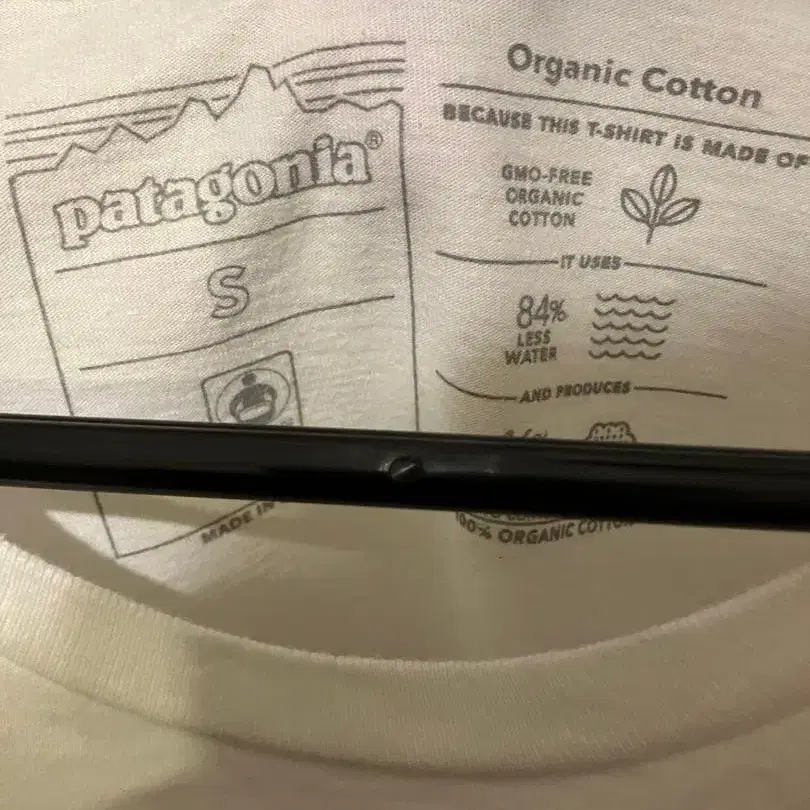 patagonia®
S
MADE IN
Organic Cotton
BECAUSE THIS T-SHIRT IS MADE OF
GMO-FREE
ORGANIC
COTTON
IT USES
84%
LESS
WATER
AND PRODUCES
100% ORGANIC COTTON